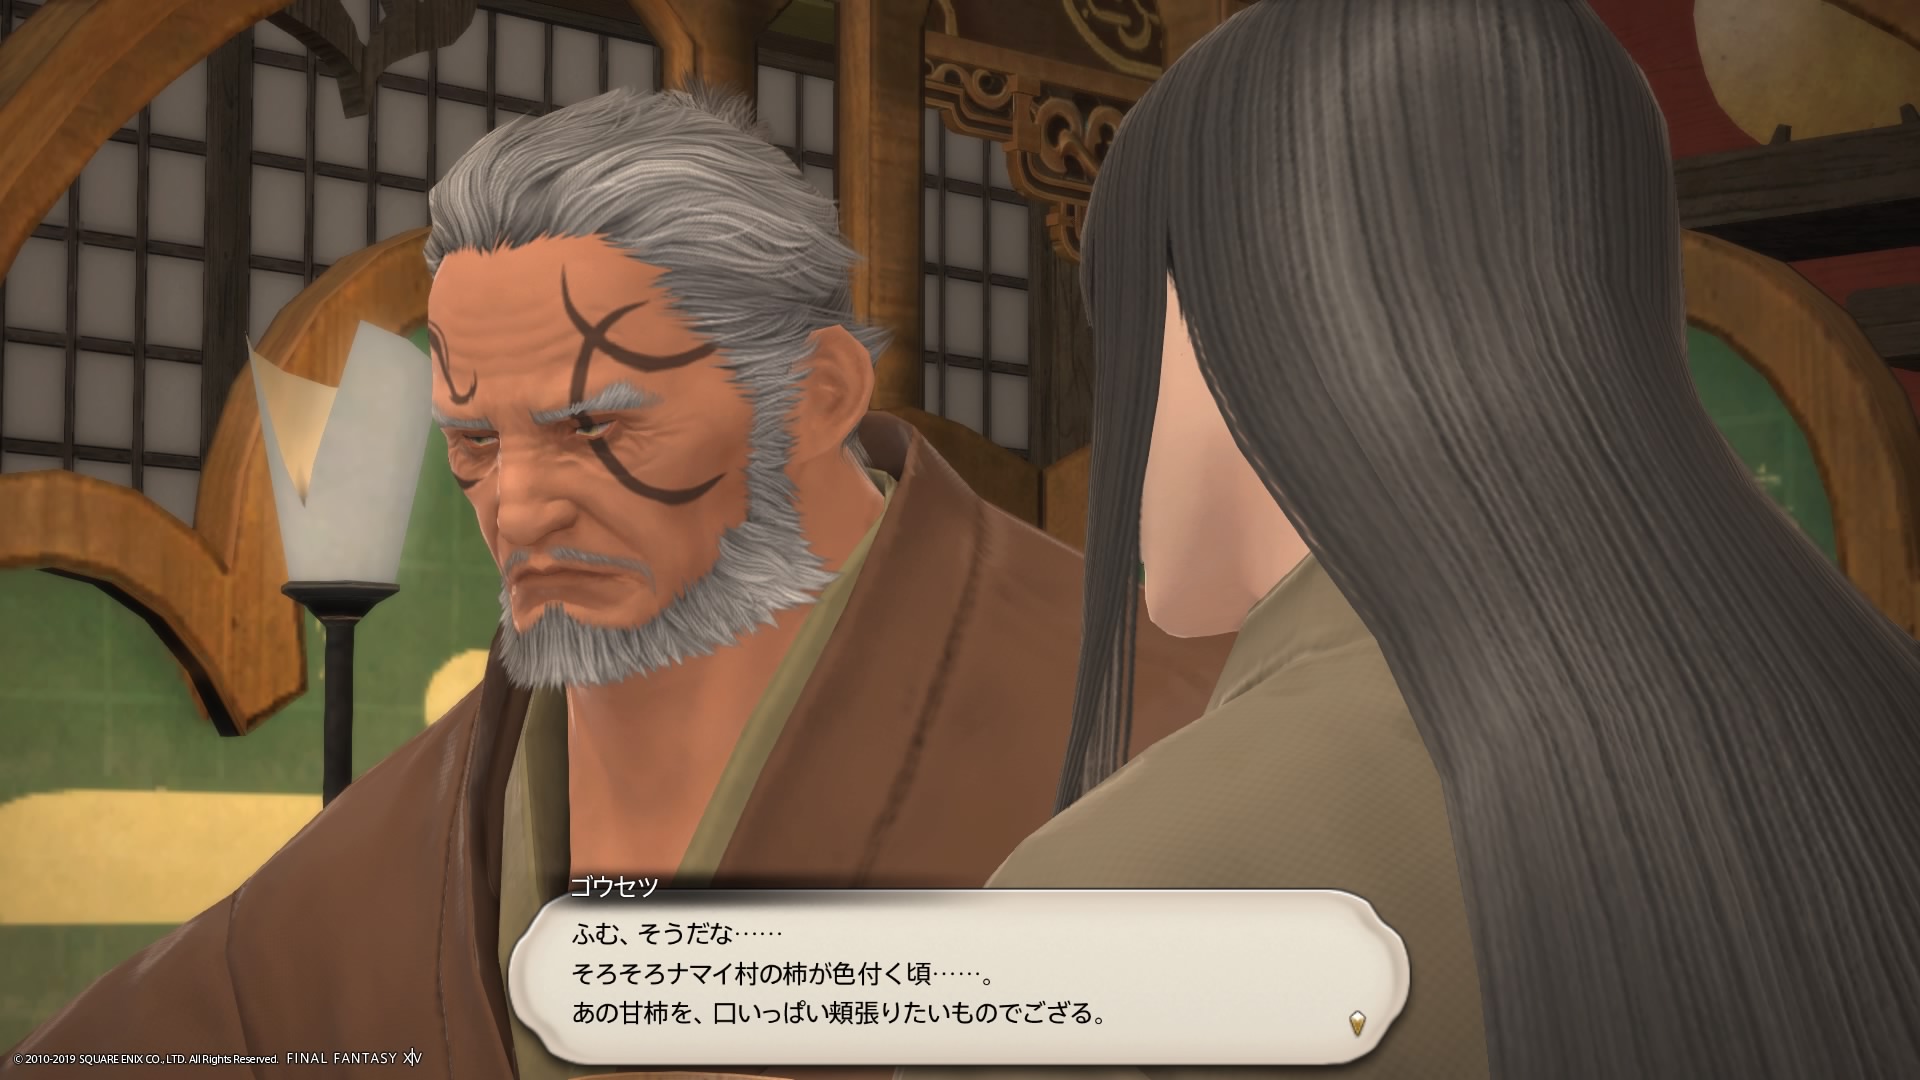 ゴウセツ
ふむ、そうだな……
そろそろナマイ村の柿が色付く頃……。
あの甘柿を、口いっぱい頬張りたいものでござる。
© 2010-2019 SQUARE ENIX CO., LTD. All Rights Reserved. FINAL FANTASY XIV